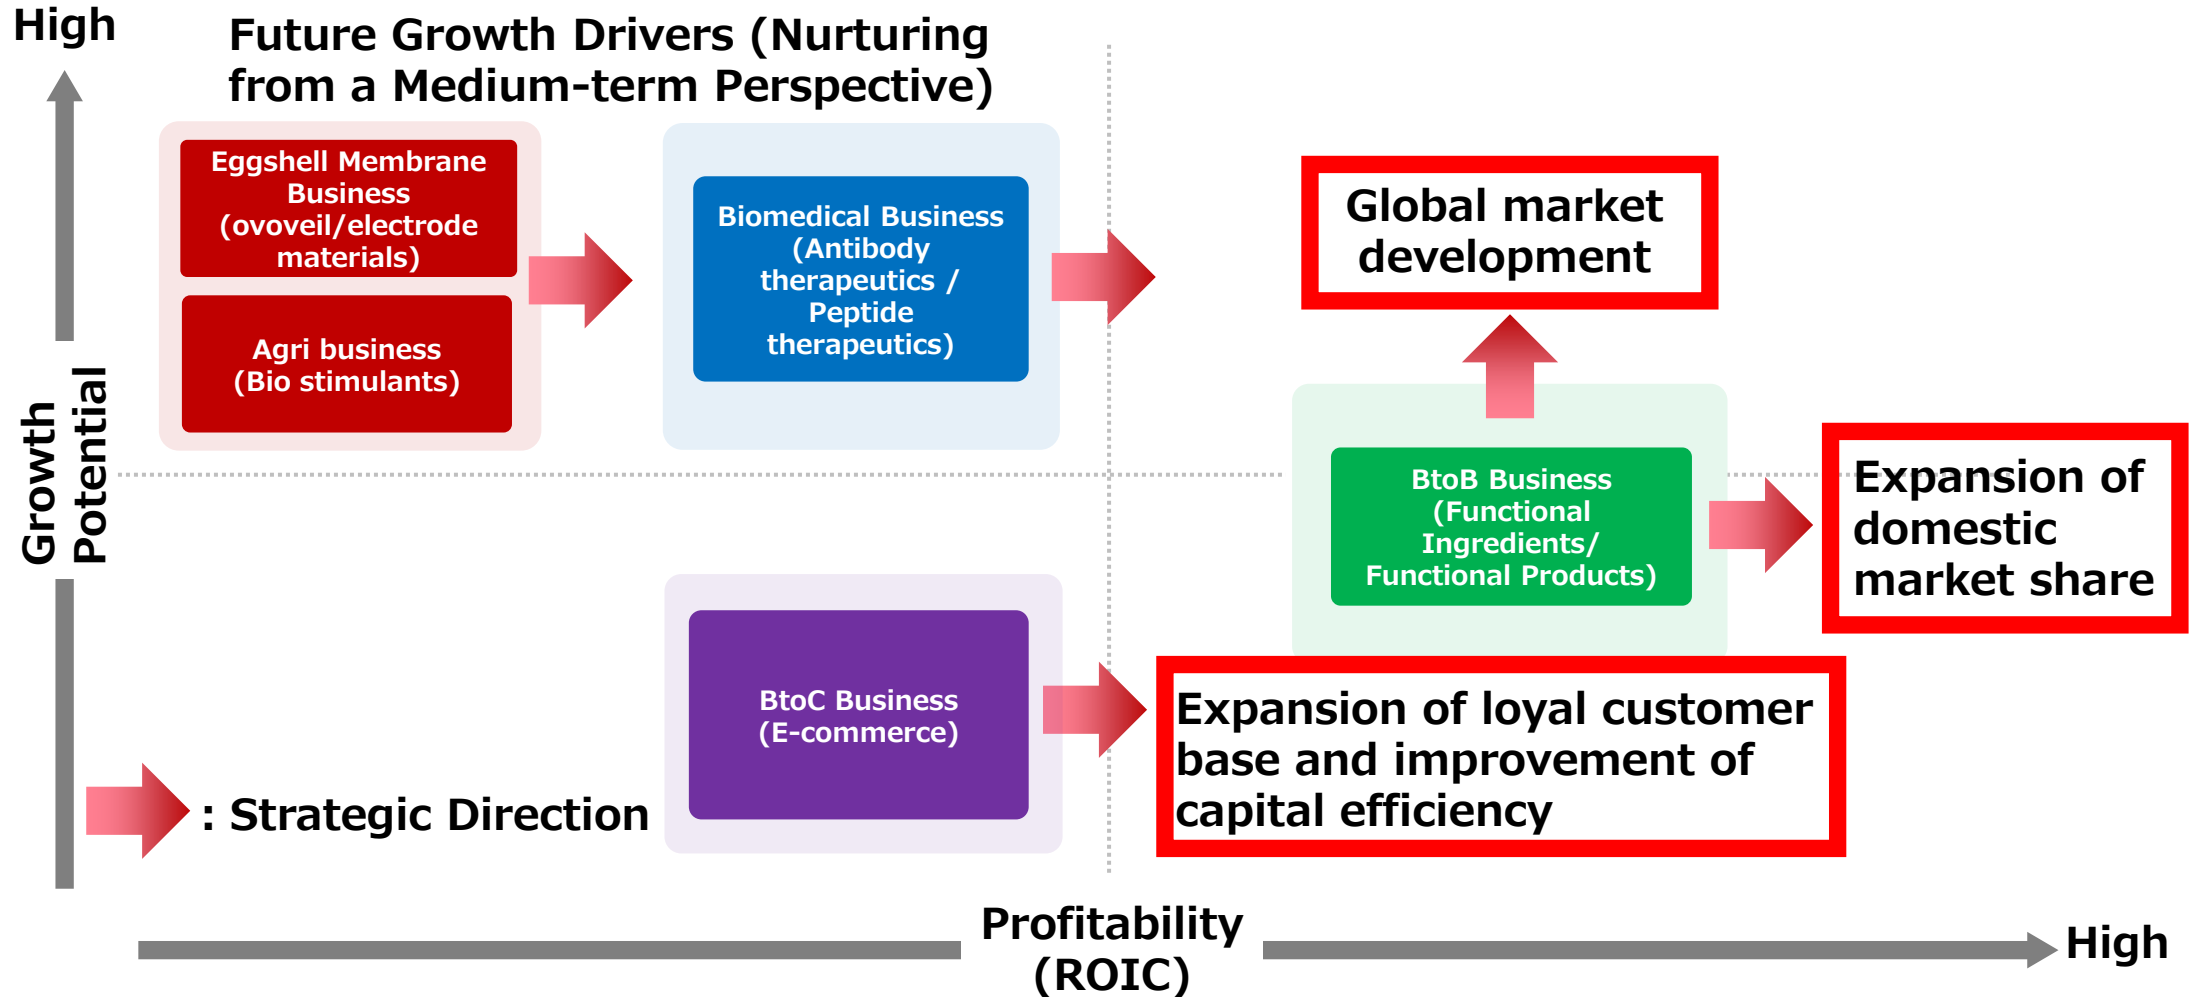 High
Future Growth Drivers (Nurturing
from a Medium-term Perspective)
Eggshell Membrane
Business
(ovoveil/electrode
materials)
Agri business
(Bio stimulants)
Biomedical Business
(Antibody
therapeutics /
Peptide
therapeutics)
Global market
development
Growth
Potential
BtoB Business
(Functional
Ingredients/
Functional Products)
Expansion of
domestic
market share
BtoC Business
(E-commerce)
Expansion of loyal customer
base and improvement of
capital efficiency
: Strategic Direction
Profitability
(ROIC)
High